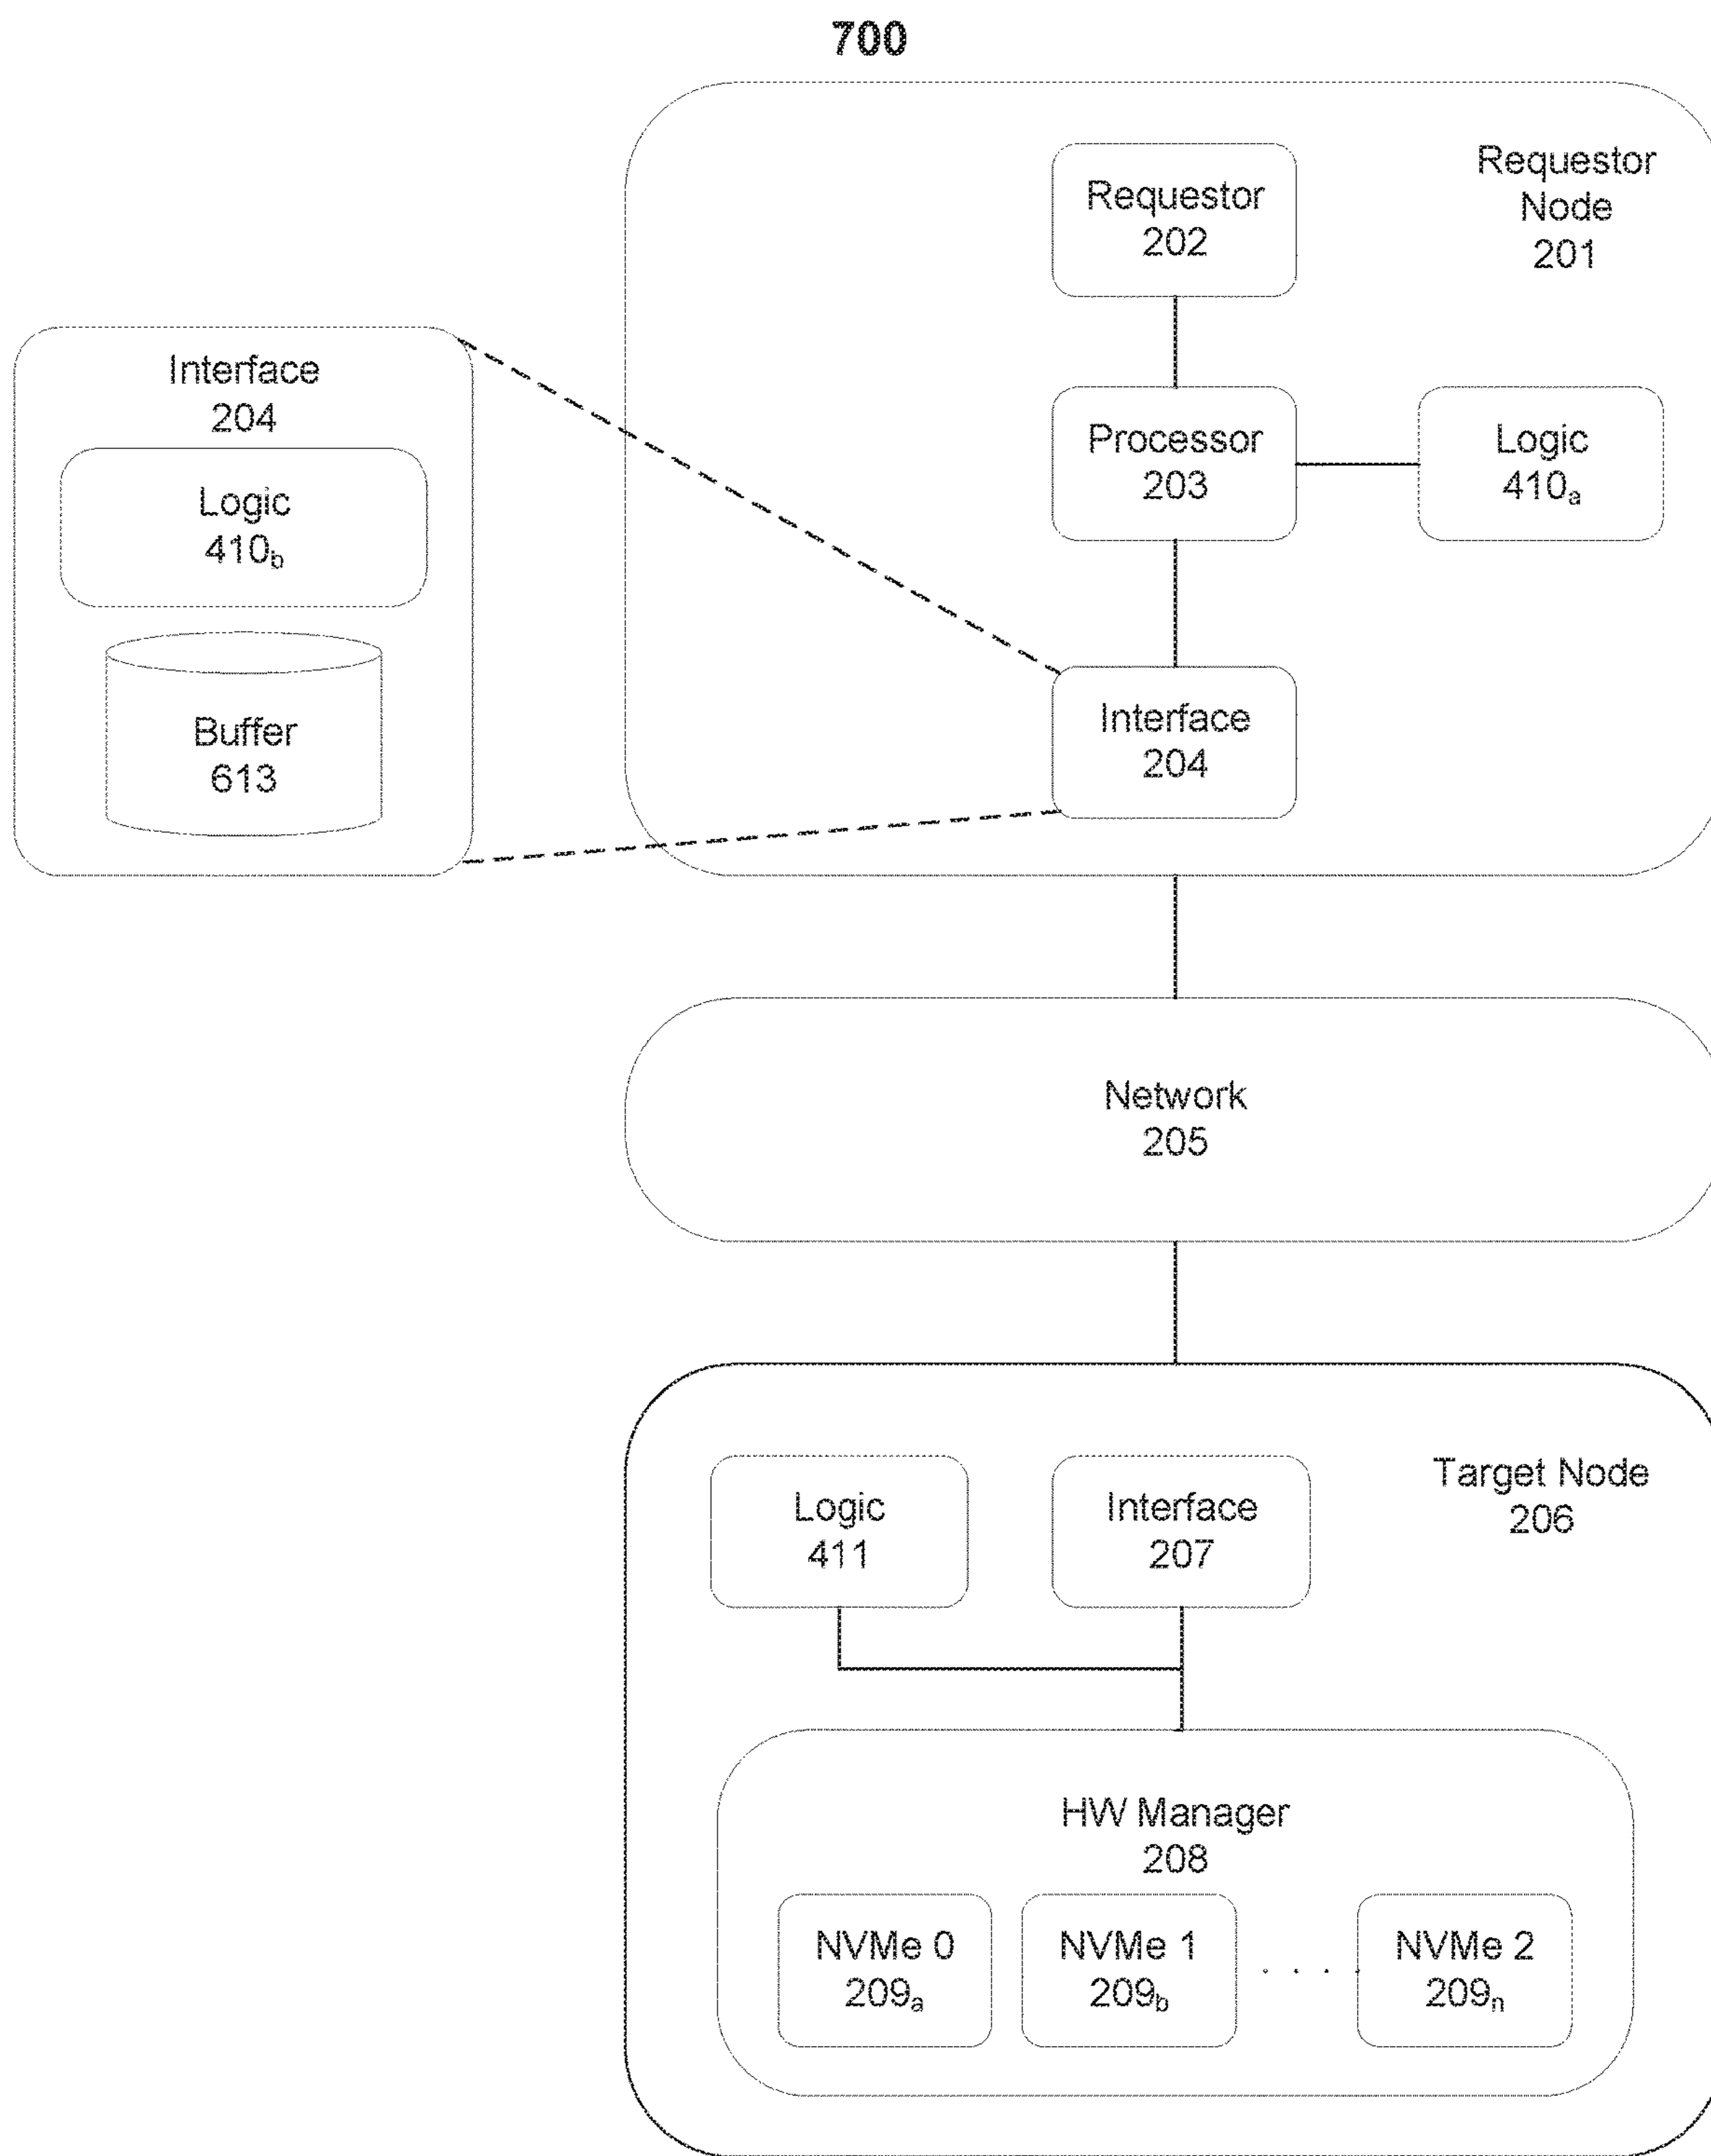 700
Requestor
202
Requestor
Node
201
Interface
204
Logic
410b
Buffer
613
Processor
203
Logic
410a
Interface
204
Network
205
Logic
411
Interface
207
Target Node
206
HW Manager
208
NVMe 0
209a
NVMe 1
209b
. . . .
NVMe 2
209n